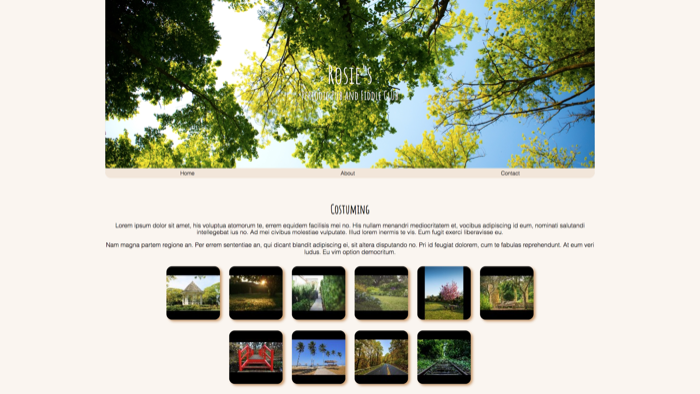 Rosie's
and Fiddle
Home
About
Contact
Costuming
Lorem ipsum dolor sit amet, his voluptua atomorum te, errem equidem facilisis mei no. His nullam menandri mediocritatem et, vocibus adipiscing id eum, nominati salutandi
intellegebat ius no. Ad mei civibus molestiae vulputate. Illud lorem inermis te vis. Eum fugit exerci liberavisse eu.
Nam magna partem regione an. Per errem sententiae an, qui dicant blandit adipiscing ei, sit altera disputando no. Pri id feugiat dolorem, cum te fabulas reprehendunt. At eum veri
ludus. Eu vim option democritum.